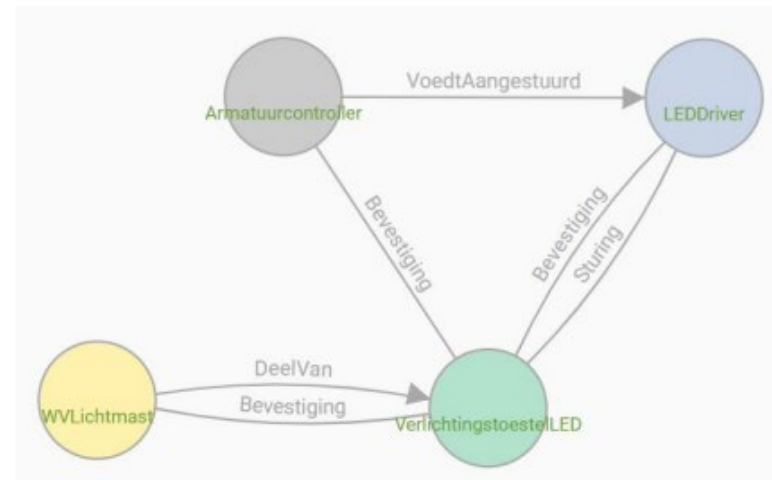 VoedtAangestuurd
Armatuurcontroller
LEDDriver
Bevestiging
Bevestiging
Sturing
DeelVan
Bevestiging
WVLichtmast
VerlichtingstoestelLED